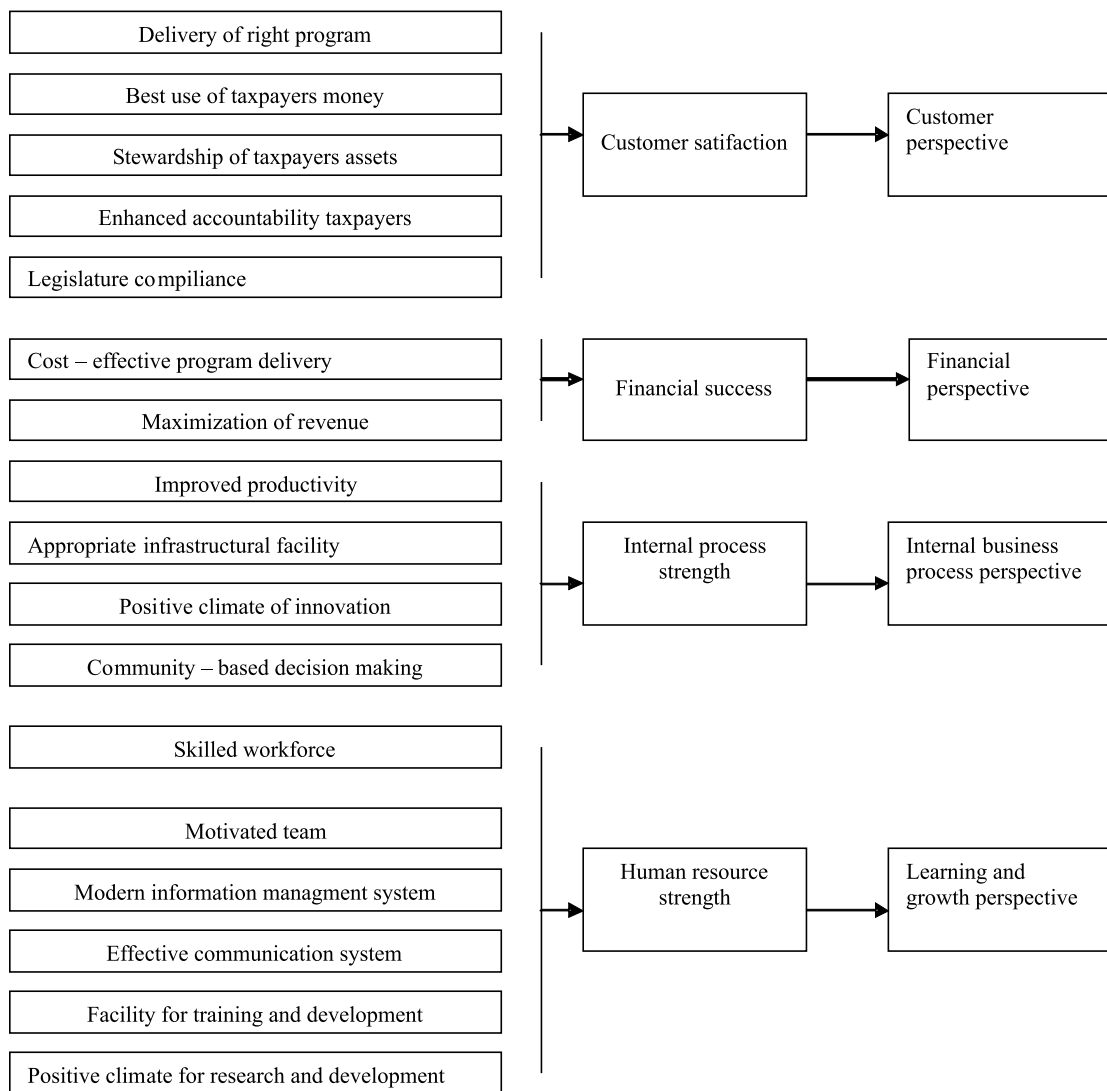 Delivery of right program
Best use of taxpayers money
Stewardship of taxpayers assets
Enhanced accountability taxpayers
Legislature compiliance
Customer satifaction
Customer
perspective
Cost – effective program delivery
Maximization of revenue
Financial success
Financial
perspective
Improved productivity
Appropriate infrastructural facility
Positive climate of innovation
Community – based decision making
Internal process
strength
Internal business
process perspective
Skilled workforce
Motivated team
Modern information managment system
Effective communication system
Facility for training and development
Positive climate for research and development
Human resource
strength
Learning and
growth perspective